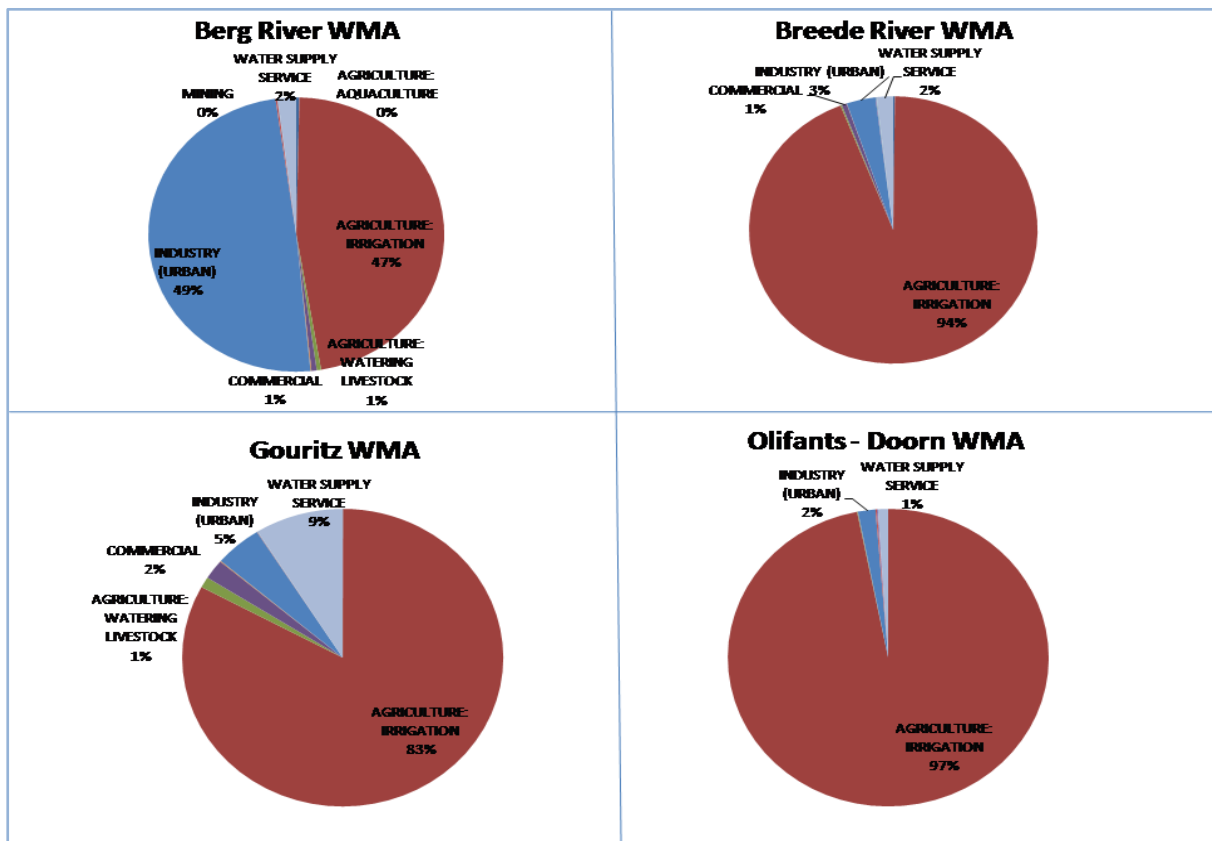 Berg River WMA
WATER SUPPLY
SERVICE
2%
AGRICULTURE:
AQUACULTURE
0%
MINING
0%
AGRICULTURE:
IRRIGATION
47%
INDUSTRY
(URBAN)
49%
AGRICULTURE:
WATERING
LIVESTOCK
1%
COMMERCIAL
1%
Breede River WMA
WATER SUPPLY
SERVICE
2%
INDUSTRY (URBAN)
3%
COMMERCIAL
1%
AGRICULTURE:
IRRIGATION
94%
Gouritz WMA
WATER SUPPLY
SERVICE
9%
INDUSTRY
(URBAN)
5%
COMMERCIAL
2%
AGRICULTURE:
WATERING
LIVESTOCK
1%
AGRICULTURE:
IRRIGATION
83%
Olifants - Doorn WMA
WATER SUPPLY
SERVICE
1%
INDUSTRY
(URBAN)
2%
AGRICULTURE:
IRRIGATION
97%